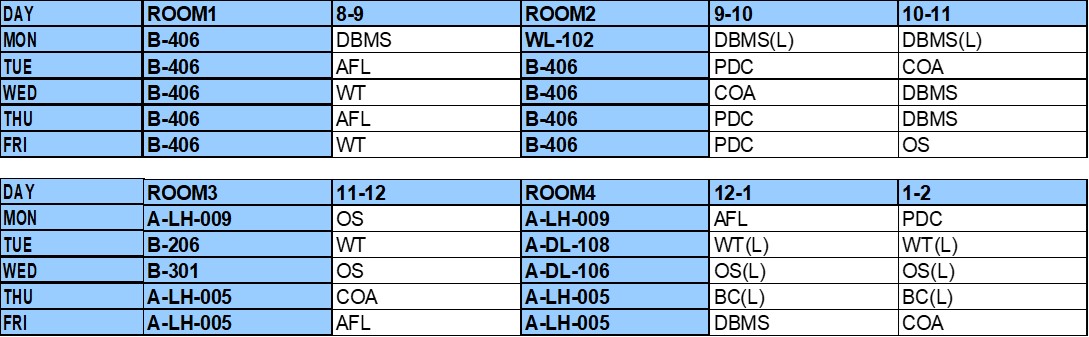 DAY ROOM1 8-9 ROOM2 9-10 10-11
MON B-406 DBMS WL-102 DBMS(L) DBMS(L)
TUE B-406 AFL B-406 PDC COA
WED B-406 WT B-406 COA DBMS
THU B-406 AFL B-406 PDC DBMS
FRI B-406 WT B-406 PDC OS
DAY ROOM3 11-12 ROOM4 12-1 1-2
MON A-LH-009 OS A-LH-009 AFL PDC
TUE B-206 WT A-DL-108 WT(L) WT(L)
WED B-301 OS A-DL-106 OS(L) OS(L)
THU A-LH-005 COA A-LH-005 BC(L) BC(L)
FRI A-LH-005 AFL A-LH-005 DBMS COA